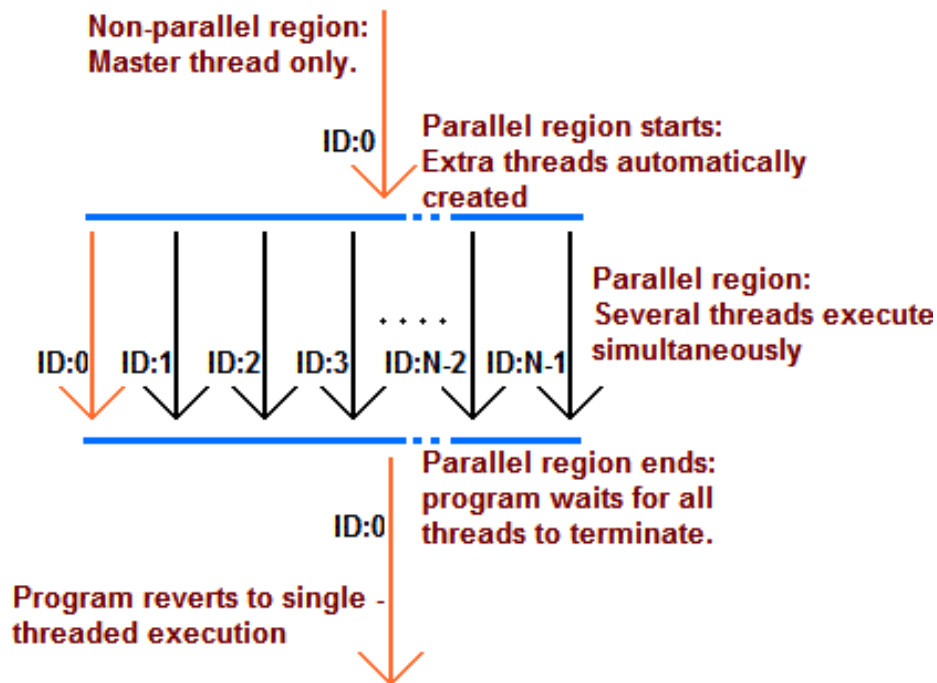 Non-parallel region:
Master thread only.
ID:0
Parallel region starts:
Extra threads automatically
created
Parallel region:
Several threads execute
simultaneously
. . . .
ID:0 ID:1 ID:2 ID:3 ID:N-2 ID:N-1
Parallel region ends:
program waits for all
threads to terminate.
ID:0
Program reverts to single -
threaded execution